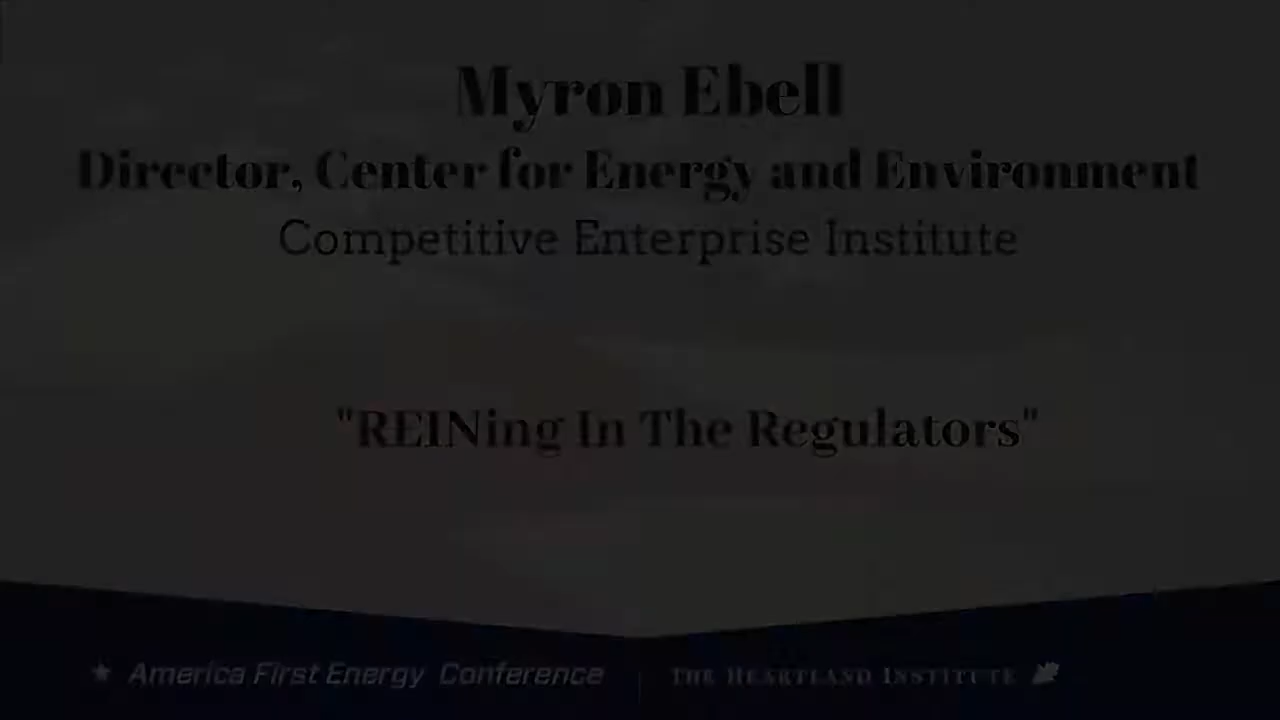 Myron Ebell
Director, Center for Energy and Environment
Competitive Enterprise Institute
"REINing In The Regulators"
America First Energy Conference
THE HEARTLAND INSTITUTE